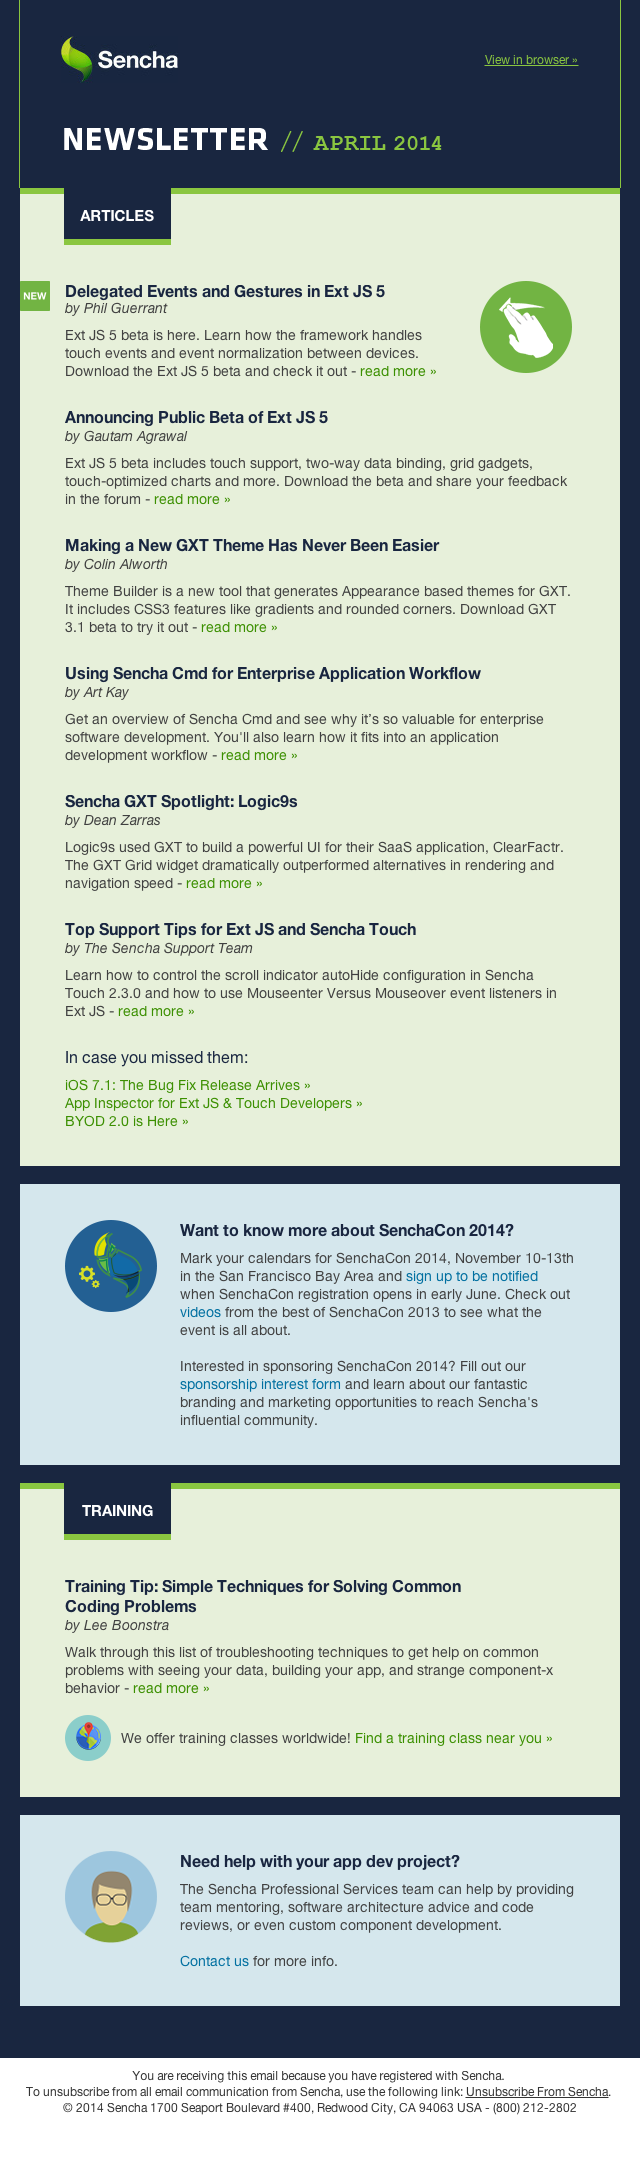 Sencha
View in browser »
NEWSLETTER // APRIL 2014
ARTICLES
NEW
Delegated Events and Gestures in Ext JS 5
by Phil Guerrant
Ext JS 5 beta is here. Learn how the framework handles
touch events and event normalization between devices.
Download the Ext JS 5 beta and check it out - read more »
Announcing Public Beta of Ext JS 5
by Gautam Agrawal
Ext JS 5 beta includes touch support, two-way data binding, grid gadgets,
touch-optimized charts and more. Download the beta and share your feedback
in the forum - read more »
Making a New GXT Theme Has Never Been Easier
by Colin Alworth
Theme Builder is a new tool that generates Appearance based themes for GXT.
It includes CSS3 features like gradients and rounded corners. Download GXT
3.1 beta to try it out - read more »
Using Sencha Cmd for Enterprise Application Workflow
by Art Kay
Get an overview of Sencha Cmd and see why it’s so valuable for enterprise
software development. You'll also learn how it fits into an application
development workflow - read more »
Sencha GXT Spotlight: Logic9s
by Dean Zarras
Logic9s used GXT to build a powerful UI for their SaaS application, ClearFactr.
The GXT Grid widget dramatically outperformed alternatives in rendering and
navigation speed - read more »
Top Support Tips for Ext JS and Sencha Touch
by The Sencha Support Team
Learn how to control the scroll indicator autoHide configuration in Sencha
Touch 2.3.0 and how to use Mouseenter Versus Mouseover event listeners in
Ext JS - read more »
In case you missed them:
iOS 7.1: The Bug Fix Release Arrives »
App Inspector for Ext JS & Touch Developers »
BYOD 2.0 is Here »
Want to know more about SenchaCon 2014?
Mark your calendars for SenchaCon 2014, November 10-13th
in the San Francisco Bay Area and sign up to be notified
when SenchaCon registration opens in early June. Check out
videos from the best of SenchaCon 2013 to see what the
event is all about.
Interested in sponsoring SenchaCon 2014? Fill out our
sponsorship interest form and learn about our fantastic
branding and marketing opportunities to reach Sencha's
influential community.
TRAINING
Training Tip: Simple Techniques for Solving Common
Coding Problems
by Lee Boonstra
Walk through this list of troubleshooting techniques to get help on common
problems with seeing your data, building your app, and strange component-x
behavior - read more »
We offer training classes worldwide! Find a training class near you »
Need help with your app dev project?
The Sencha Professional Services team can help by providing
team mentoring, software architecture advice and code
reviews, or even custom component development.
Contact us for more info.
You are receiving this email because you have registered with Sencha.
To unsubscribe from all email communication from Sencha, use the following link: Unsubscribe From Sencha.
© 2014 Sencha 1700 Seaport Boulevard #400, Redwood City, CA 94063 USA - (800) 212-2802